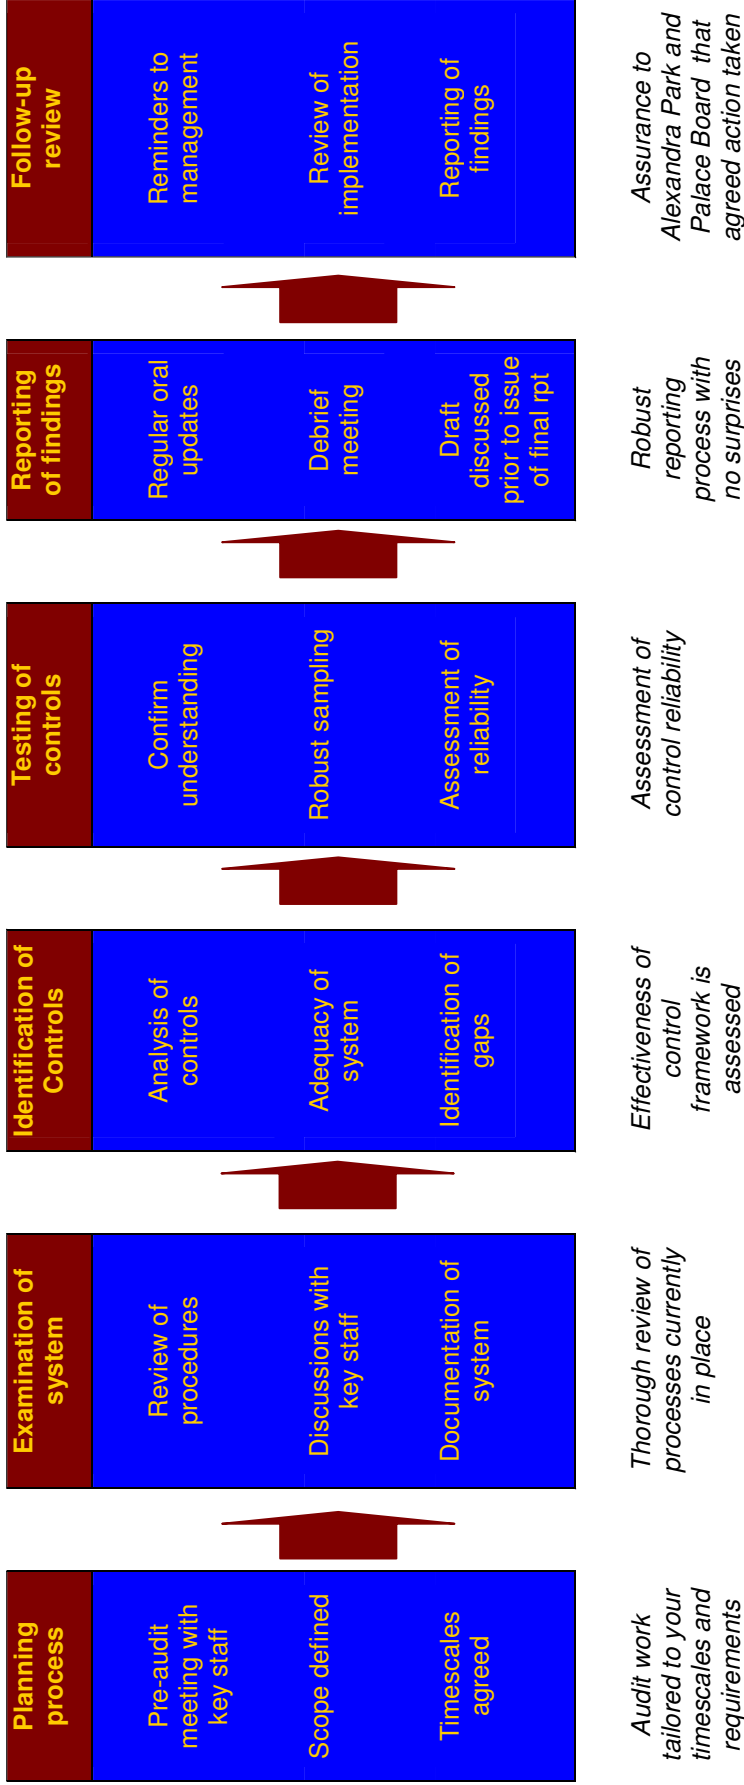 Planning
process
Pre-audit
meeting with
key staff
Scope defined
Timescales
agreed
Audit work
tailored to your
timescales and
requirements
Examination of
system
Review of
procedures
Discussions with
key staff
Documentation of
system
Thorough review of
processes currently
in place
Identification of
Controls
Analysis of
controls
Adequacy of
system
Identification of
gaps
Effectiveness of
control
framework is
assessed
Testing of
controls
Confirm
understanding
Robust sampling
Assessment of
reliability
Assessment of
control reliability
Reporting
of findings
Regular oral
updates
Debrief
meeting
Draft
discussed
prior to issue
of final rpt
Robust
reporting
process with
no surprises
Follow-up
review
Reminders to
management
Review of
implementation
Reporting of
findings
Assurance to
Alexandra Park and
Palace Board that
agreed action taken